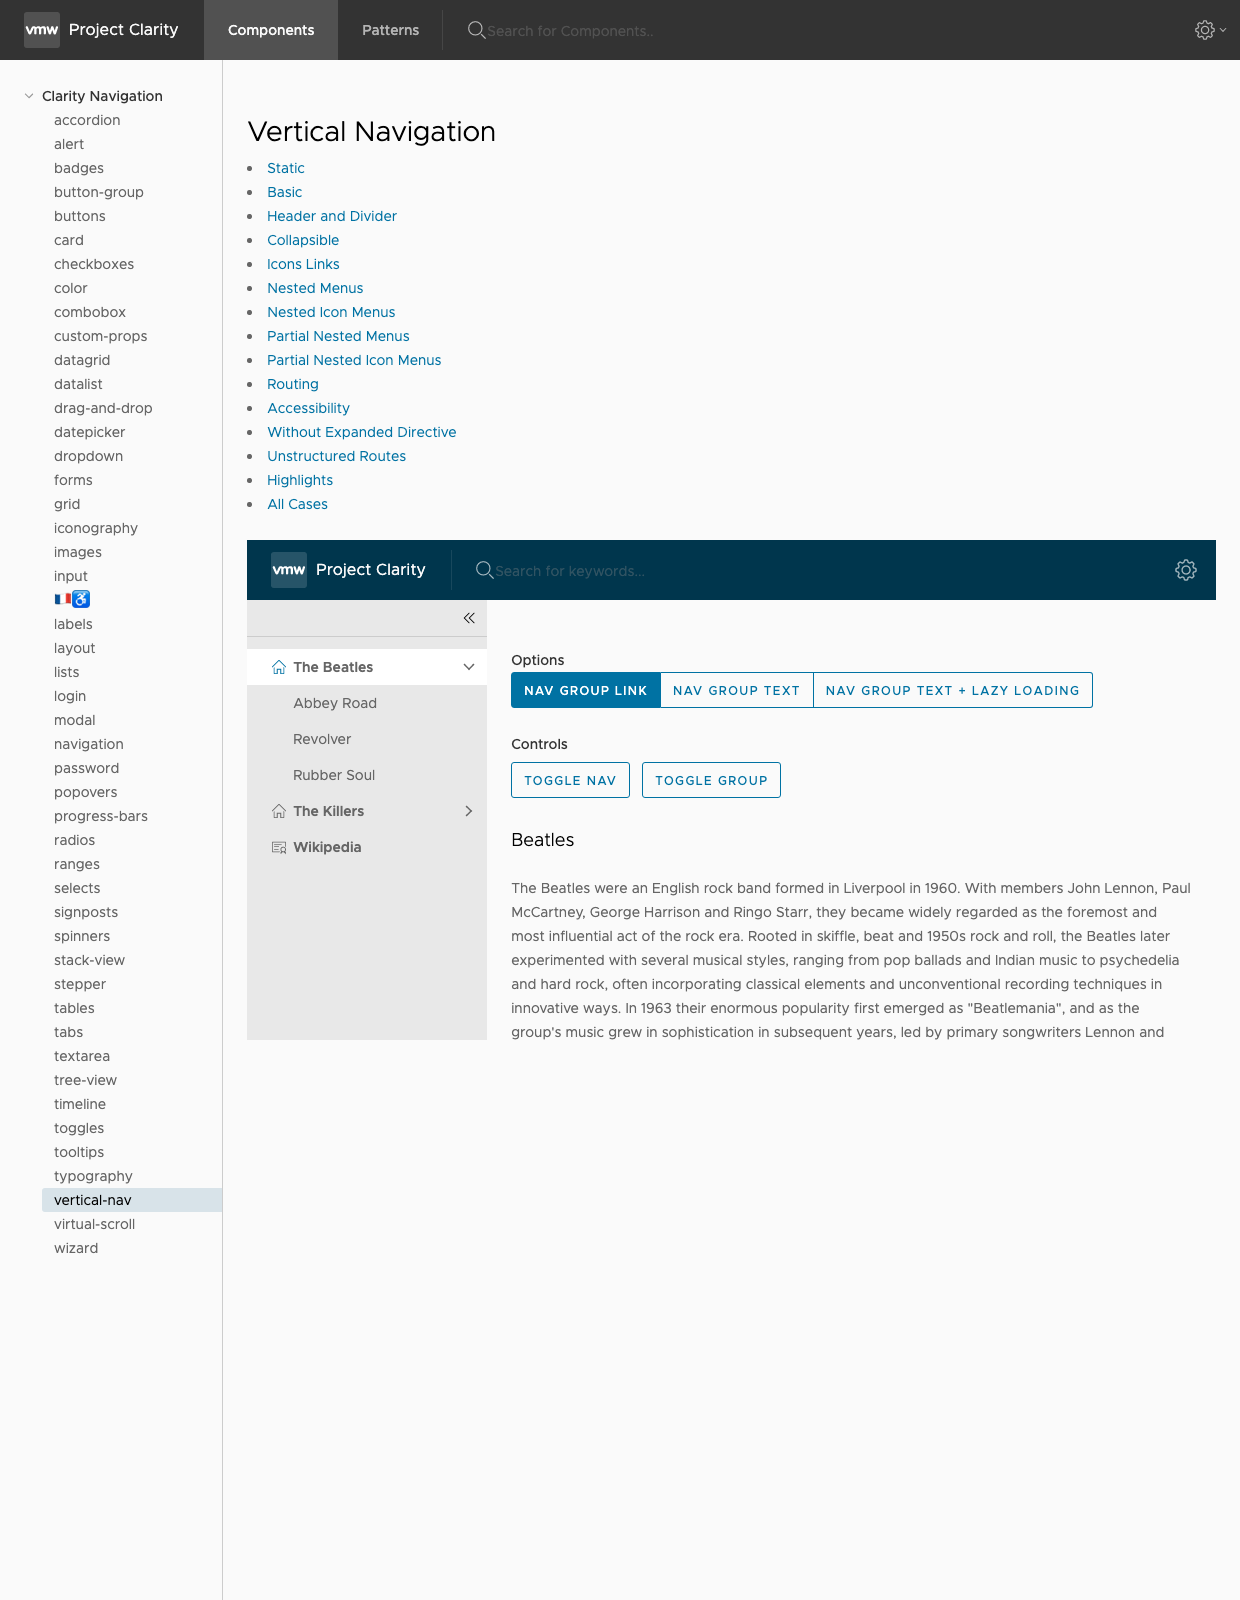 vmw Project Clarity Components Patterns Search for Components..
Clarity Navigation
accordion
alert
badges
button-group
buttons
card
checkboxes
color
combobox
custom-props
datagrid
datalist
drag-and-drop
datepicker
dropdown
forms
grid
iconography
images
input
🇫🇷♿
labels
layout
lists
login
modal
navigation
password
popovers
progress-bars
radios
ranges
selects
signposts
spinners
stack-view
stepper
tables
tabs
textarea
tree-view
timeline
toggles
tooltips
typography
vertical-nav
virtual-scroll
wizard
Vertical Navigation
Static
Basic
Header and Divider
Collapsible
Icons Links
Nested Menus
Nested Icon Menus
Partial Nested Menus
Partial Nested Icon Menus
Routing
Accessibility
Without Expanded Directive
Unstructured Routes
Highlights
All Cases
vmw Project Clarity Search for keywords...
The Beatles
Abbey Road
Revolver
Rubber Soul
The Killers
Wikipedia
Options
NAV GROUP LINK NAV GROUP TEXT NAV GROUP TEXT + LAZY LOADING
Controls
TOGGLE NAV TOGGLE GROUP
Beatles
The Beatles were an English rock band formed in Liverpool in 1960. With members John Lennon, Paul
McCartney, George Harrison and Ringo Starr, they became widely regarded as the foremost and
most influential act of the rock era. Rooted in skiffle, beat and 1950s rock and roll, the Beatles later
experimented with several musical styles, ranging from pop ballads and Indian music to psychedelia
and hard rock, often incorporating classical elements and unconventional recording techniques in
innovative ways. In 1963 their enormous popularity first emerged as "Beatlemania", and as the
group's music grew in sophistication in subsequent years, led by primary songwriters Lennon and